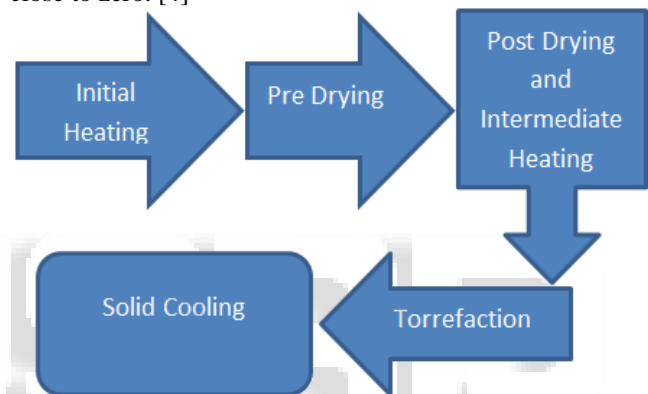 close to zero. [4]
Initial
Heating
Pre Drying
Post Drying
and
Intermediate
Heating
Torrefaction
Solid Cooling